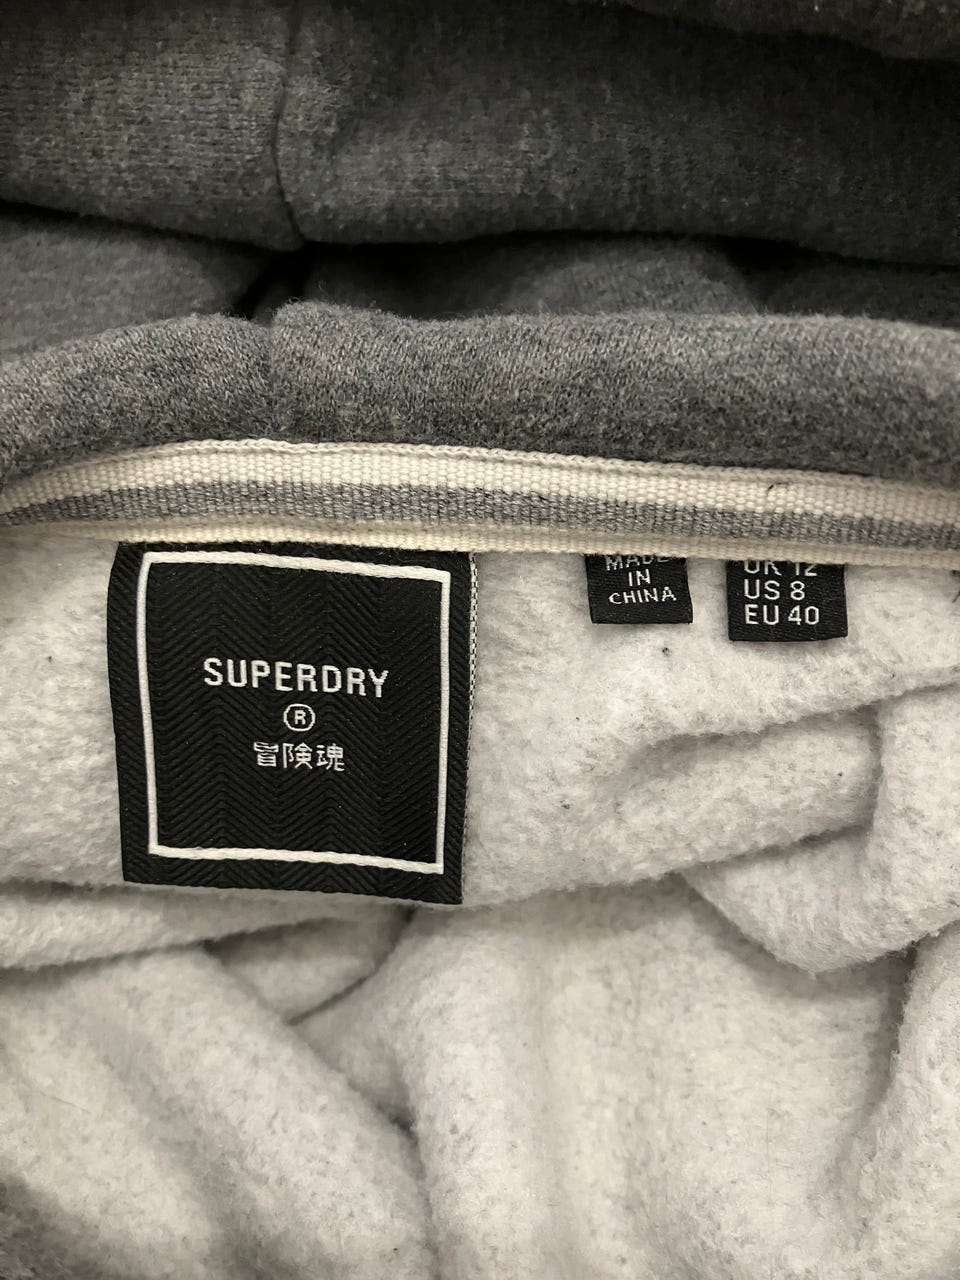 SUPERDRY
®
冒険魂
MADE
IN
CHINA
UK 12
US 8
EU 40